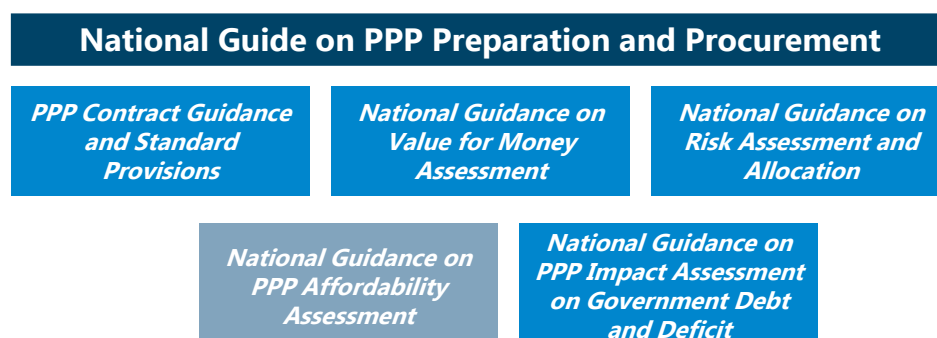 National Guide on PPP Preparation and Procurement
PPP Contract Guidance
and Standard
Provisions
National Guidance on
Value for Money
Assessment
National Guidance on
Risk Assessment and
Allocation
National Guidance on
PPP Affordability
Assessment
National Guidance on
PPP Impact Assessment
on Government Debt
and Deficit